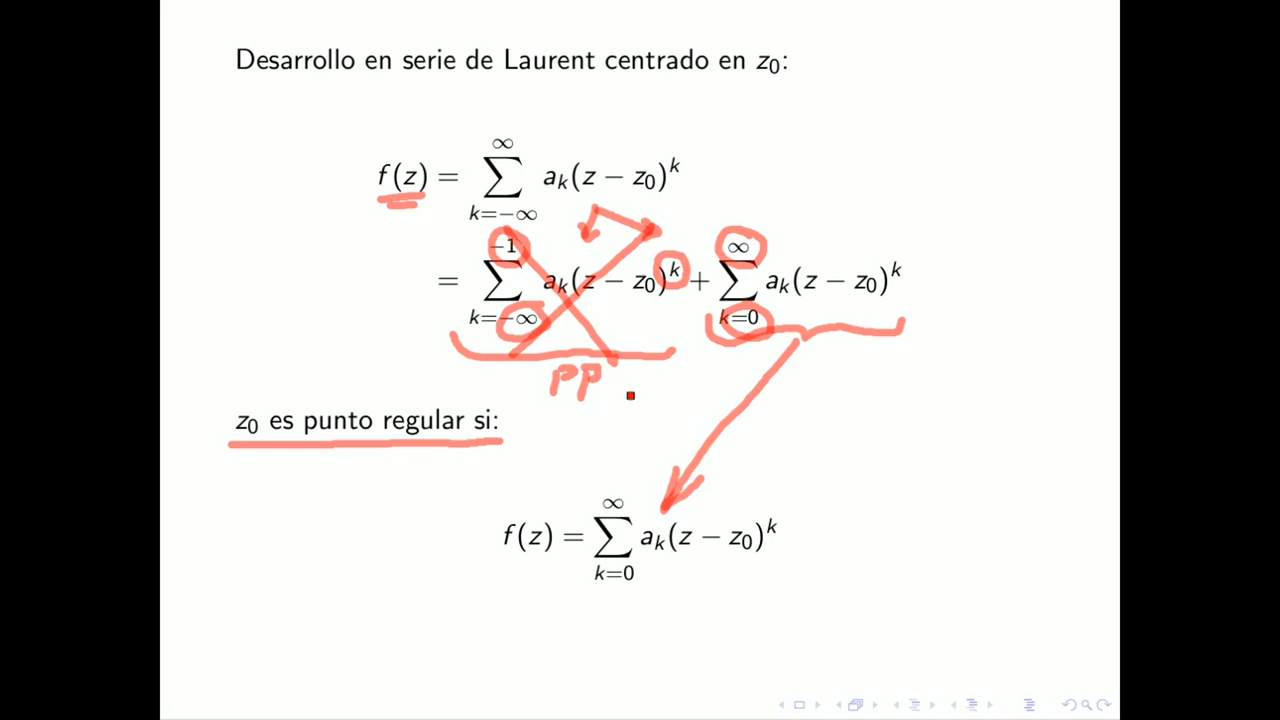 Desarrollo en serie de Laurent centrado en z₀:
f(z) = ∑_{k=−∞}^{∞} a_k(z − z₀)^k
= ∑_{k=−∞}^{−1} a_k(z − z₀)^k + ∑_{k=0}^{∞} a_k(z − z₀)^k
PP
z₀ es punto regular si:
f(z) = ∑_{k=0}^{∞} a_k(z − z₀)^k